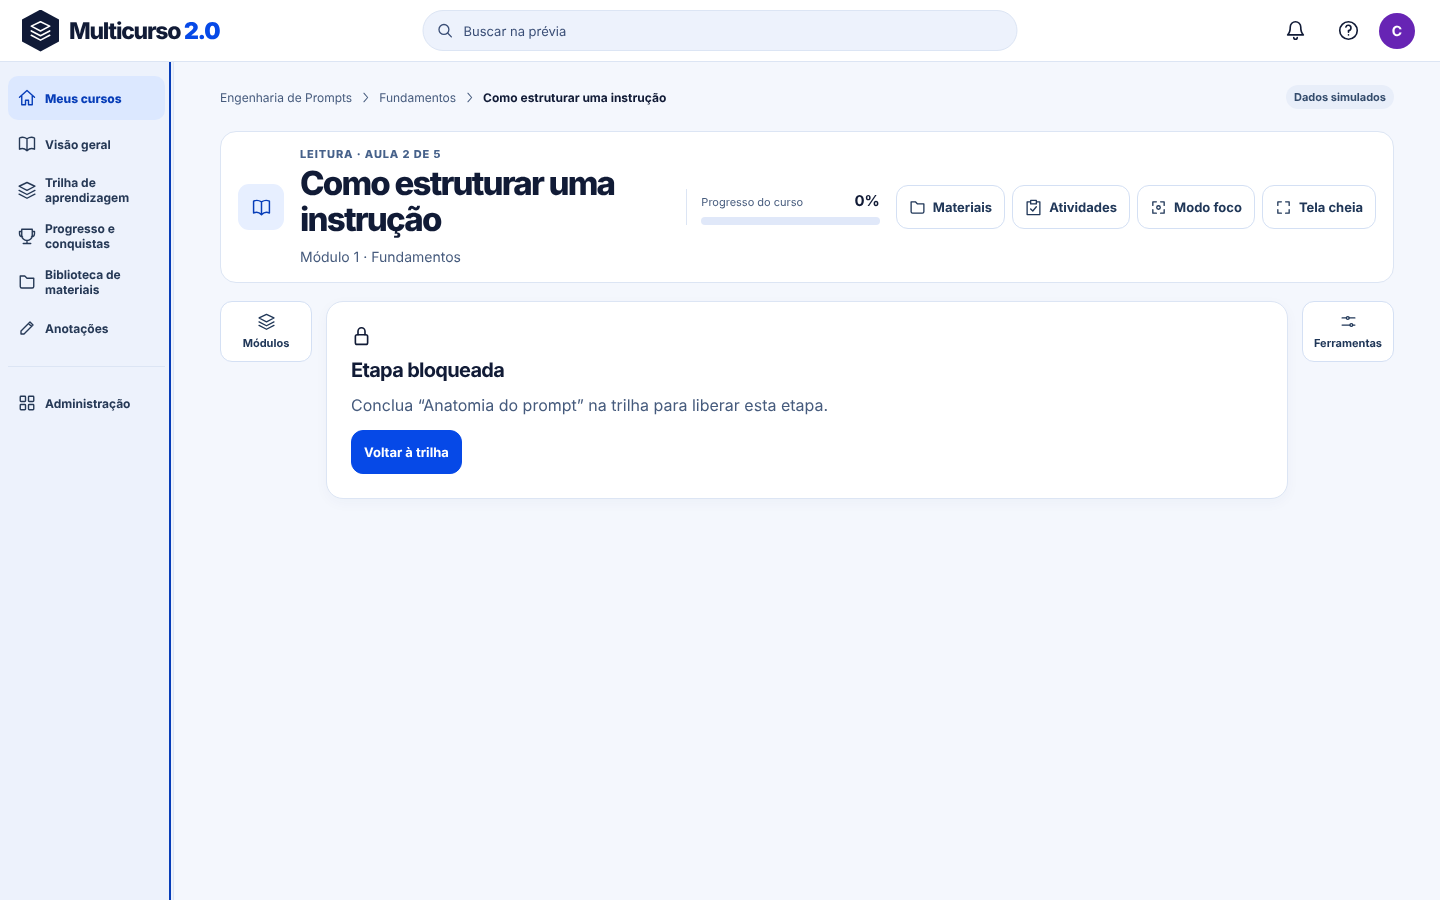 Multicurso 2.0
Buscar na prévia
C
Meus cursos
Visão geral
Trilha de
aprendizagem
Progresso e
conquistas
Biblioteca de
materiais
Anotações
Administração
Engenharia de Prompts > Fundamentos > Como estruturar uma instrução
Dados simulados
LEITURA · AULA 2 DE 5
Como estruturar uma
instrução
Módulo 1 · Fundamentos
Progresso do curso 0%
Materiais
Atividades
Modo foco
Tela cheia
Módulos
Etapa bloqueada
Conclua “Anatomia do prompt” na trilha para liberar esta etapa.
Voltar à trilha
Ferramentas